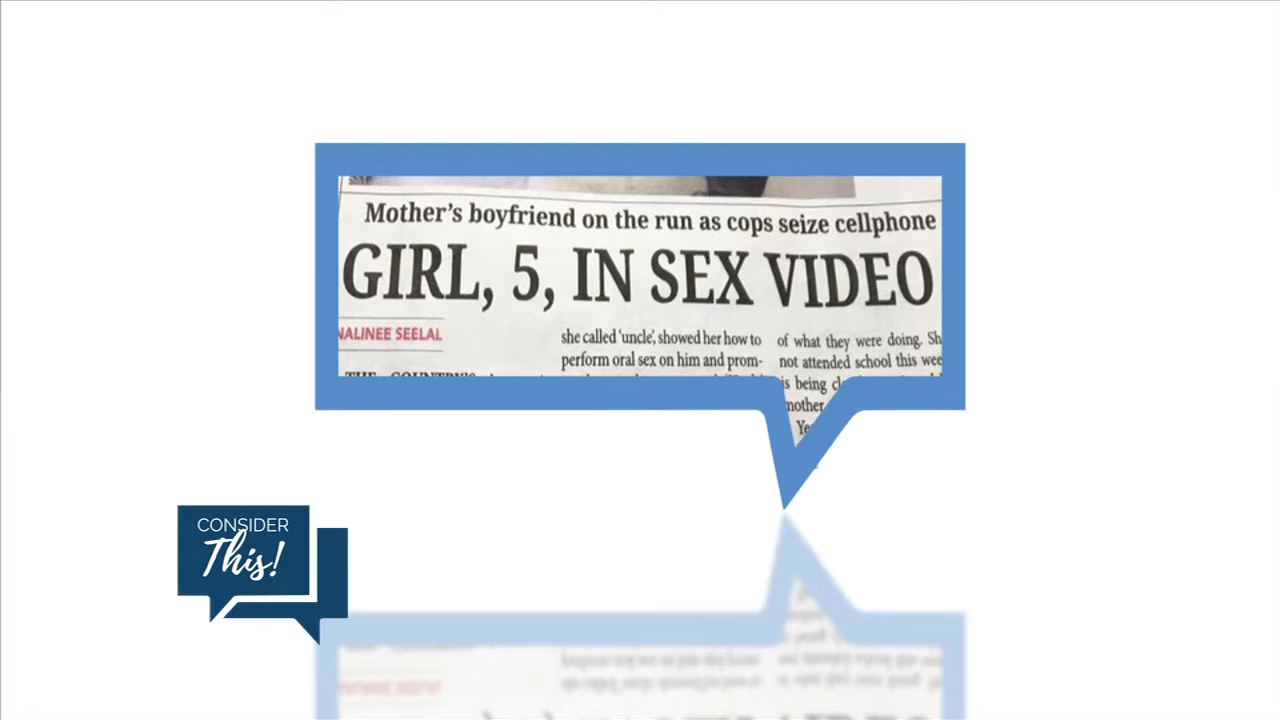 Mother's boyfriend on the run as cops seize cellphone
GIRL, 5, IN SEX VIDEO
NALINEE SEELAL
she called 'uncle', showed her how to
perform oral sex on him and prom-
of what they were doing. Sh
not attended school this wee
is being
mother
CONSIDER
This!